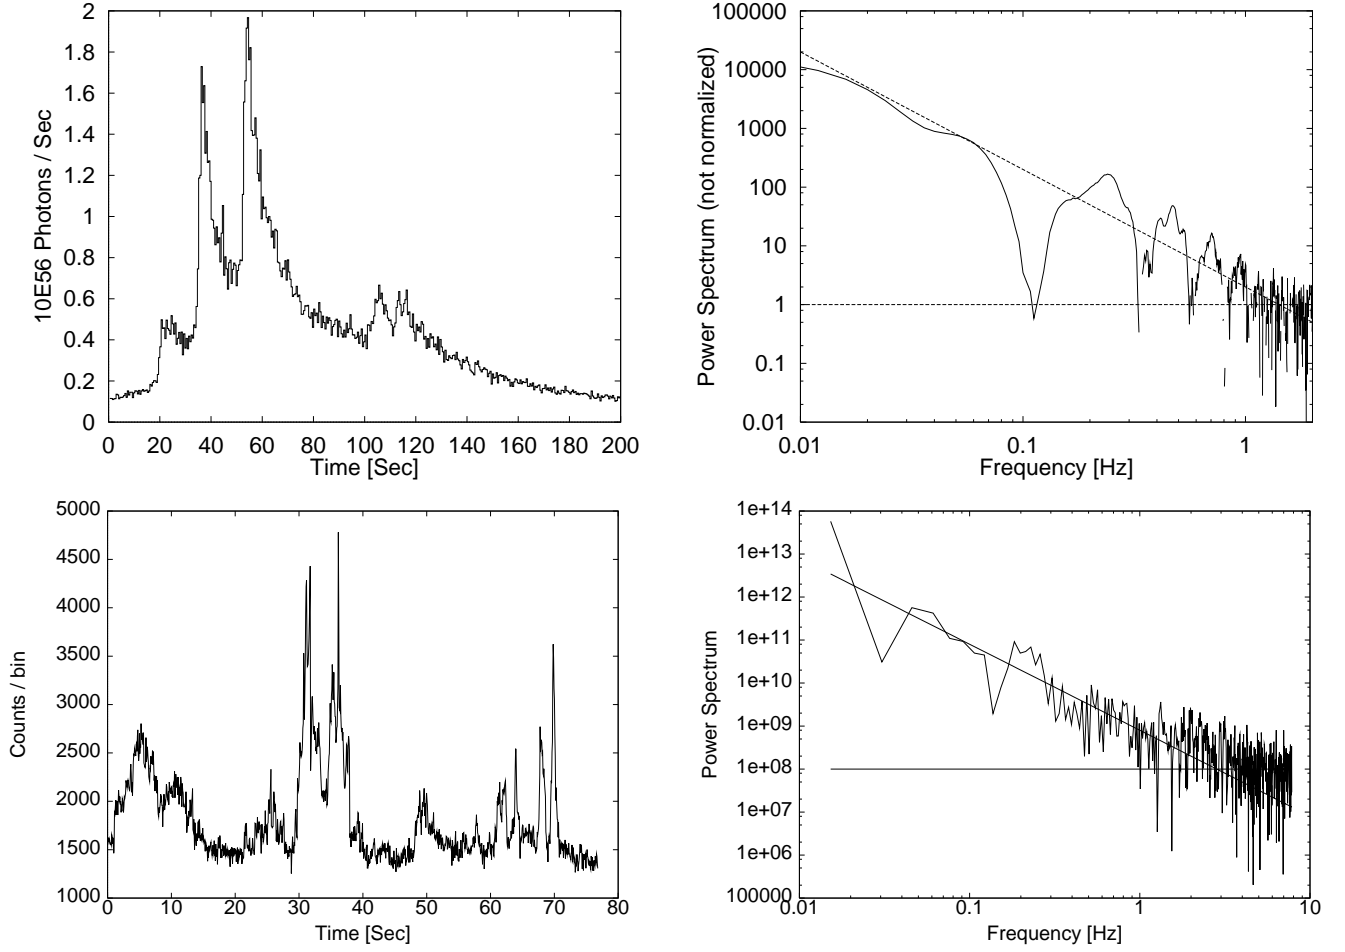 2
1.8
1.6
1.4
1.2
1
0.8
0.6
0.4
0.2
0
10E56 Photons / Sec
0 20 40 60 80 100 120 140 160 180 200
Time [Sec]
100000
10000
1000
100
10
1
0.1
0.01
Power Spectrum (not normalized)
0.01 0.1 1
Frequency [Hz]
5000
4500
4000
3500
3000
2500
2000
1500
1000
Counts / bin
0 10 20 30 40 50 60 70 80
Time [Sec]
1e+14
1e+13
1e+12
1e+11
1e+10
1e+09
1e+08
1e+07
1e+06
100000
Power Spectrum
0.01 0.1 1 10
Frequency [Hz]